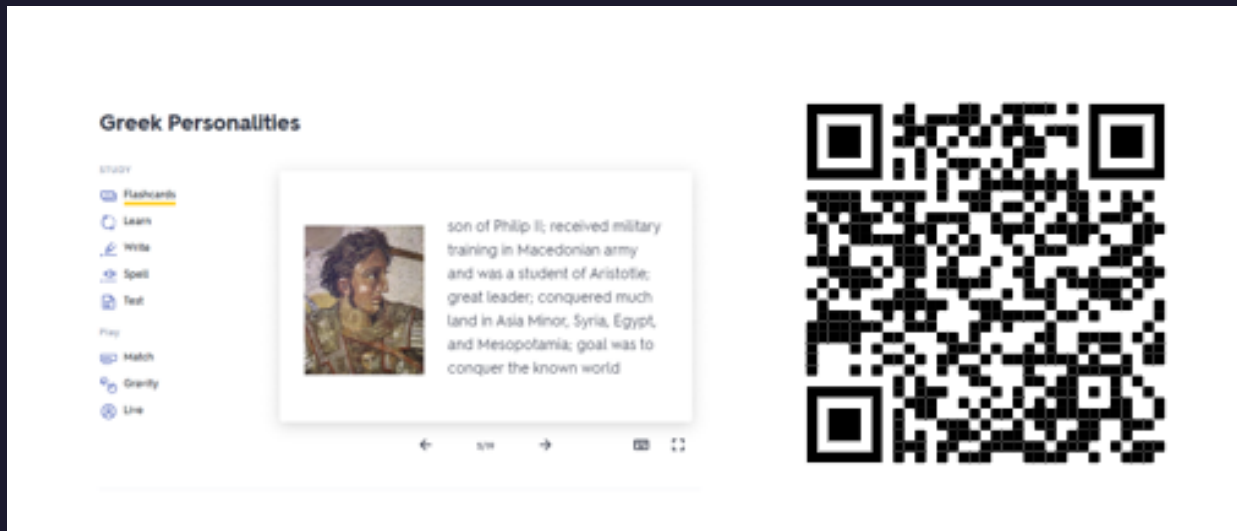 Greek Personalities
STUDY
Flashcards
Learn
Write
Spell
Test
Play
Match
Gravity
Live
son of Philip II; received military
training in Macedonian army
and was a student of Aristotle;
great leader; conquered much
land in Asia Minor, Syria, Egypt,
and Mesopotamia; goal was to
conquer the known world